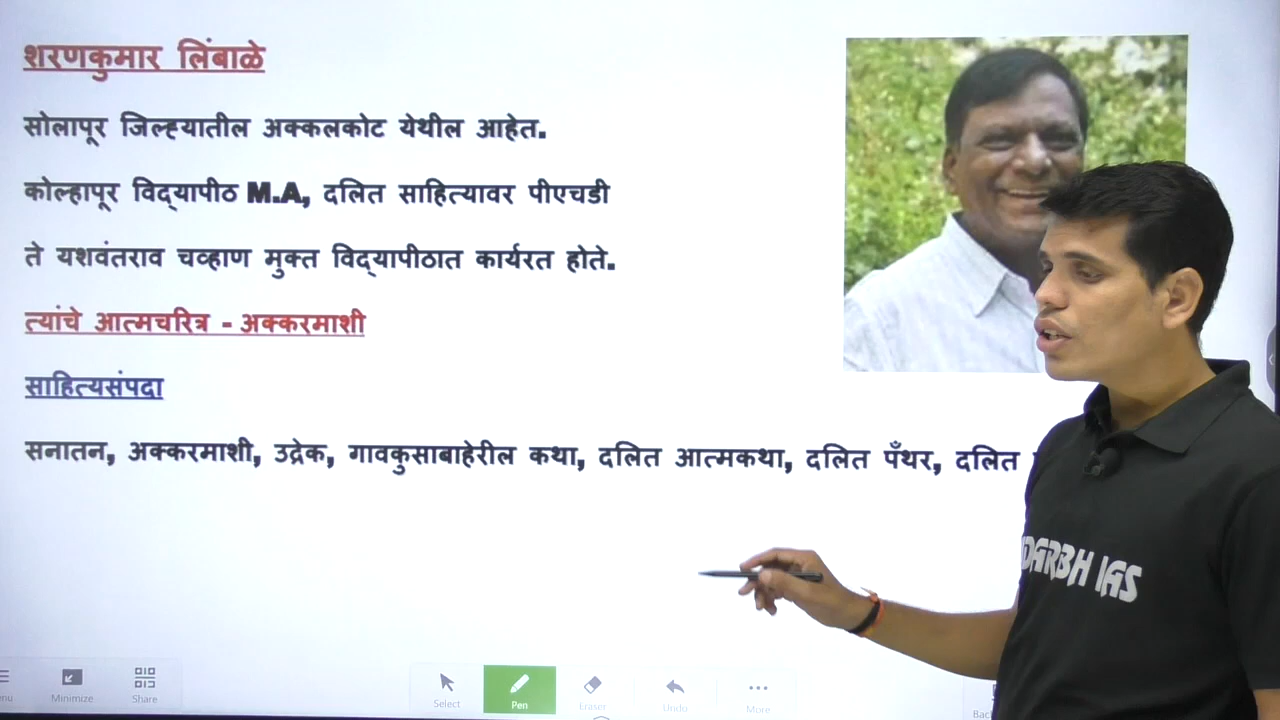 शरणकुमार लिंबाळे
सोलापूर जिल्ह्यातील अक्कलकोट येथील आहेत.
कोल्हापूर विद्‌यापीठ M.A, दलित साहित्यावर पीएचडी
ते यशवंतराव चव्हाण मुक्त विद्‌यापीठात कार्यरत होते.
त्यांचे आत्मचरित्र - अक्करमाशी
साहित्यसंपदा
सनातन, अक्करमाशी, उद्रेक, गावकुसाबाहेरील कथा, दलित आत्मकथा, दलित पँथर, दलित
DARBH IAS
Minimize
Share
Select
Pen
Eraser
Undo
More